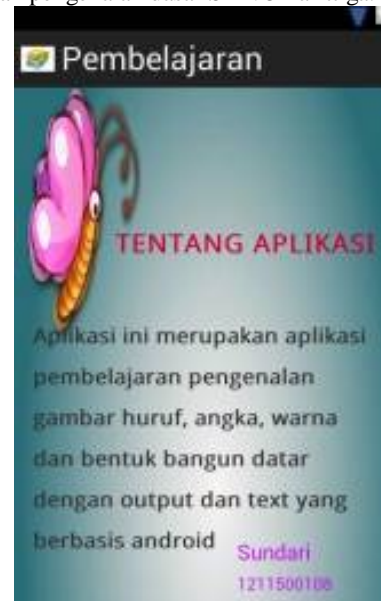 Pembelajaran
TENTANG APLIKASI
Aplikasi ini merupakan aplikasi
pembelajaran pengenalan
gambar huruf, angka, warna
dan bentuk bangun datar
dengan output dan text yang
berbasis android
Sundari
1211500108